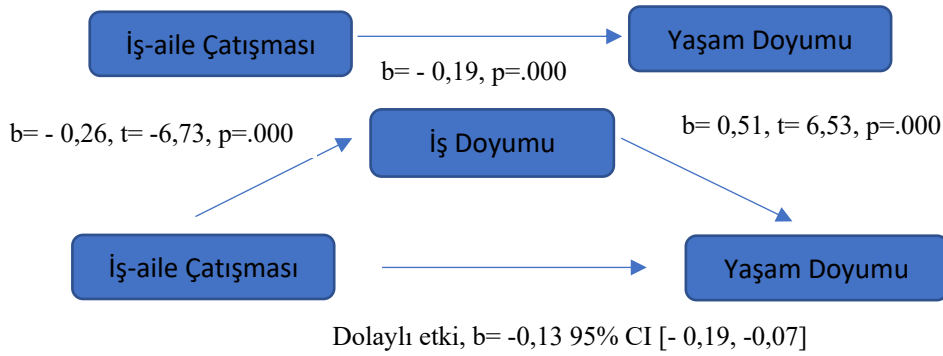 İş-aile Çatışması
Yaşam Doyumu
b= - 0,19, p=.000
b= - 0,26, t= -6,73, p=.000
İş Doyumu
b= 0,51, t= 6,53, p=.000
İş-aile Çatışması
Yaşam Doyumu
Dolaylı etki, b= -0,13 95% CI [- 0,19, -0,07]